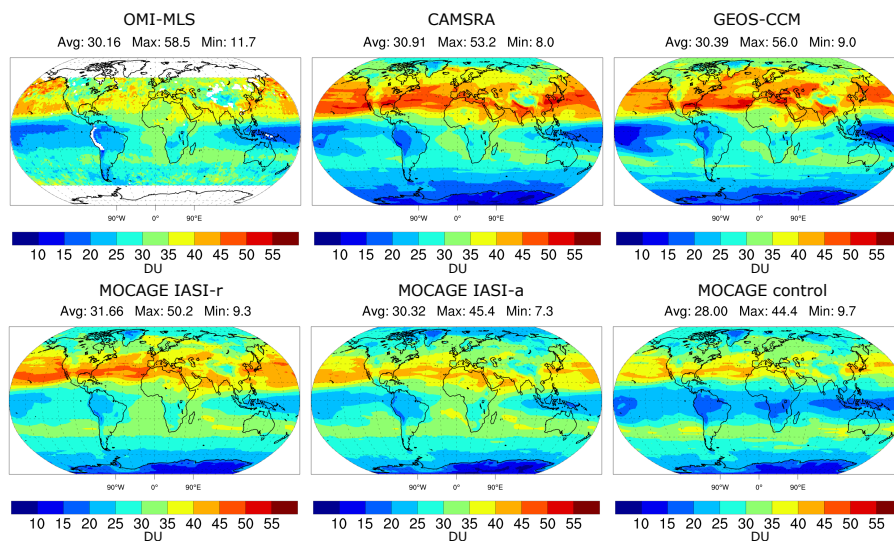 OMI-MLS
Avg: 30.16 Max: 58.5 Min: 11.7
90°W 0° 90°E
10 15 20 25 30 35 40 45 50 55
DU
CAMSRA
Avg: 30.91 Max: 53.2 Min: 8.0
90°W 0° 90°E
10 15 20 25 30 35 40 45 50 55
DU
GEOS-CCM
Avg: 30.39 Max: 56.0 Min: 9.0
90°W 0° 90°E
10 15 20 25 30 35 40 45 50 55
DU
MOCAGE IASI-r
Avg: 31.66 Max: 50.2 Min: 9.3
90°W 0° 90°E
10 15 20 25 30 35 40 45 50 55
DU
MOCAGE IASI-a
Avg: 30.32 Max: 45.4 Min: 7.3
90°W 0° 90°E
10 15 20 25 30 35 40 45 50 55
DU
MOCAGE control
Avg: 28.00 Max: 44.4 Min: 9.7
90°W 0° 90°E
10 15 20 25 30 35 40 45 50 55
DU